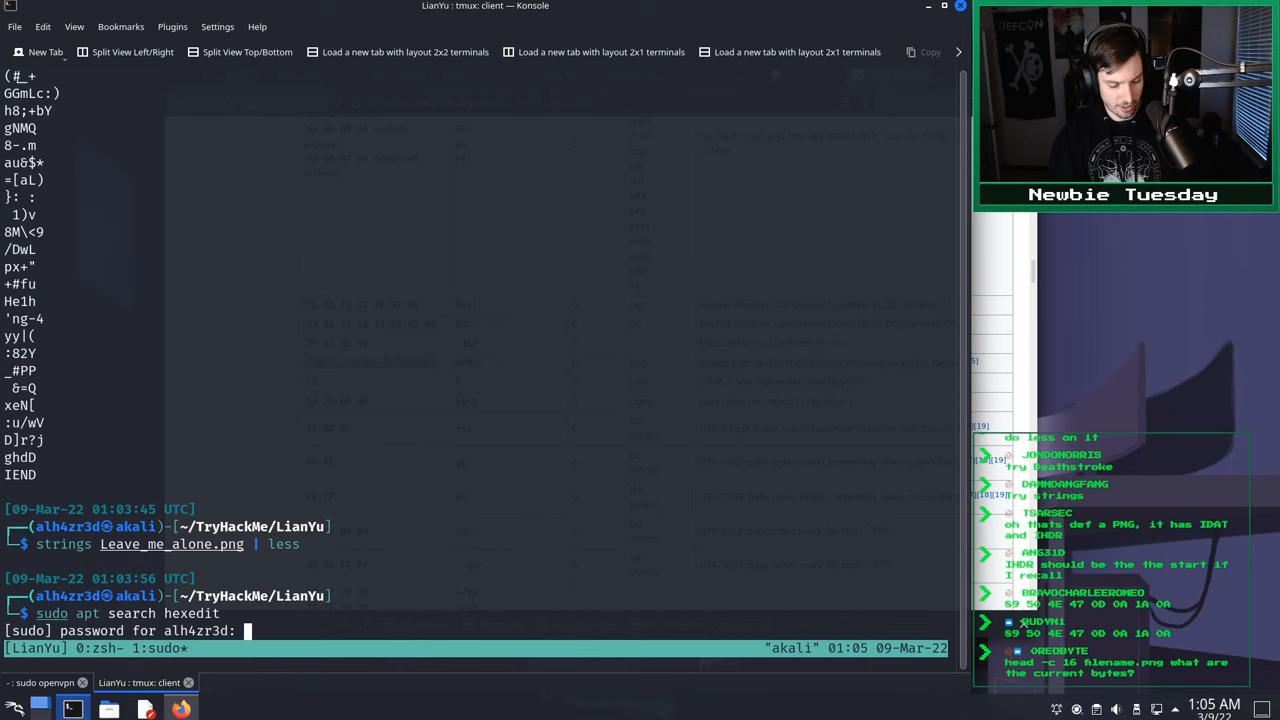 LianYu : tmux: client — Konsole
File Edit View Bookmarks Plugins Settings Help
New Tab Split View Left/Right Split View Top/Bottom Load a new tab with layout 2x2 terminals Load a new tab with layout 2x1 terminals Load a new tab with layout 2x1 terminals Copy
(#_+
GGmLc:)
h8;+bY
gNMQ
8-.m
au&$*
=[aL)
}: :
1)v
8M\<9
/DwL
px+"
+#fu
He1h
'ng-4
yy|(
:82Y
_#PP
&=Q
xeN[
:u/wV
D]r?j
ghdD
IEND
[09-Mar-22 01:03:45 UTC]
(alh4zr3d㉿akali)-[~/TryHackMe/LianYu]
$ strings Leave_me_alone.png | less
[09-Mar-22 01:03:56 UTC]
(alh4zr3d㉿akali)-[~/TryHackMe/LianYu]
$ sudo apt search hexedit
[sudo] password for alh4zr3d:
[LianYu] 0:zsh- 1:sudo* "akali" 01:05 09-Mar-22
- : sudo openvpn LianYu : tmux: client
DEFCON
Newbie Tuesday
do less on it
JONDONORRIS
try Deathstroke
DAMNDANGFANG
Try strings
TSARSEC
oh thats def a PNG, it has IDAT
and IHDR
ANG31D
IHDR should be the the start if
I recall
BRAVOCHARLEEROMEO
89 50 4E 47 0D 0A 1A 0A
RUDYN1
89 50 4E 47 0D 0A 1A 0A
0REOBYTE
head -c 16 filename.png what are
the current bytes?
1:05 AM
3/9/22